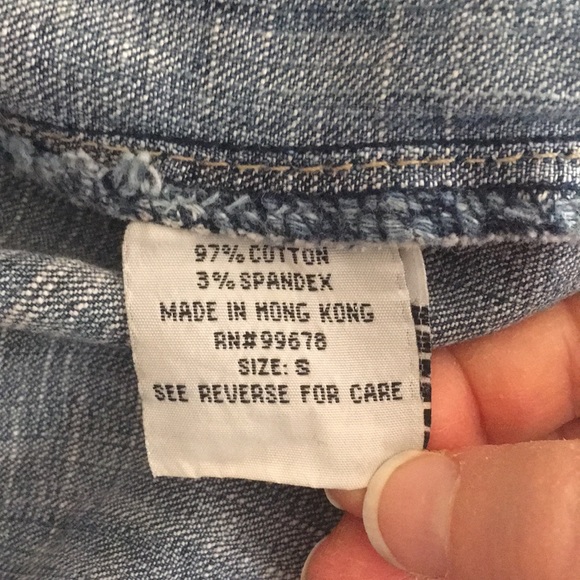 97% COTTON
3% SPANDEX
MADE IN HONG KONG
RN#99678
SIZE: S
SEE REVERSE FOR CARE